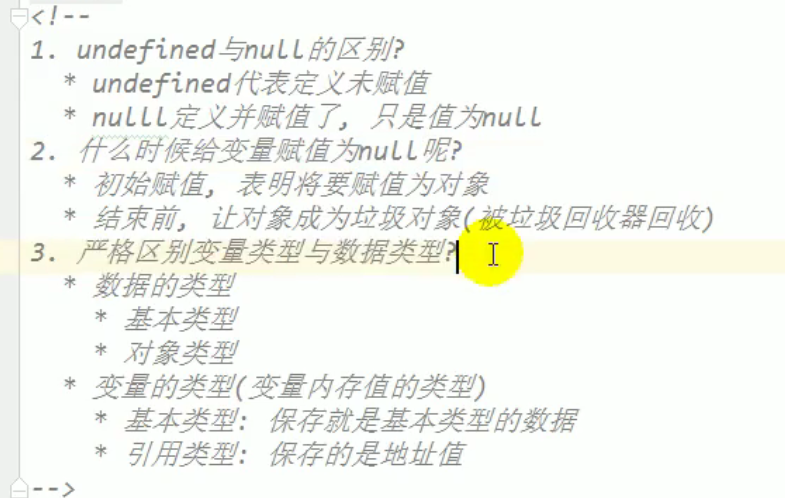 <!--
1. undefined与null的区别?
* undefined代表定义未赋值
* nulll定义并赋值了, 只是值为null
2. 什么时候给变量赋值为null呢?
* 初始赋值, 表明将要赋值为对象
* 结束前, 让对象成为垃圾对象(被垃圾回收器回收)
3. 严格区别变量类型与数据类型?
* 数据的类型
* 基本类型
* 对象类型
* 变量的类型(变量内存值的类型)
* 基本类型: 保存就是基本类型的数据
* 引用类型: 保存的是地址值
-->